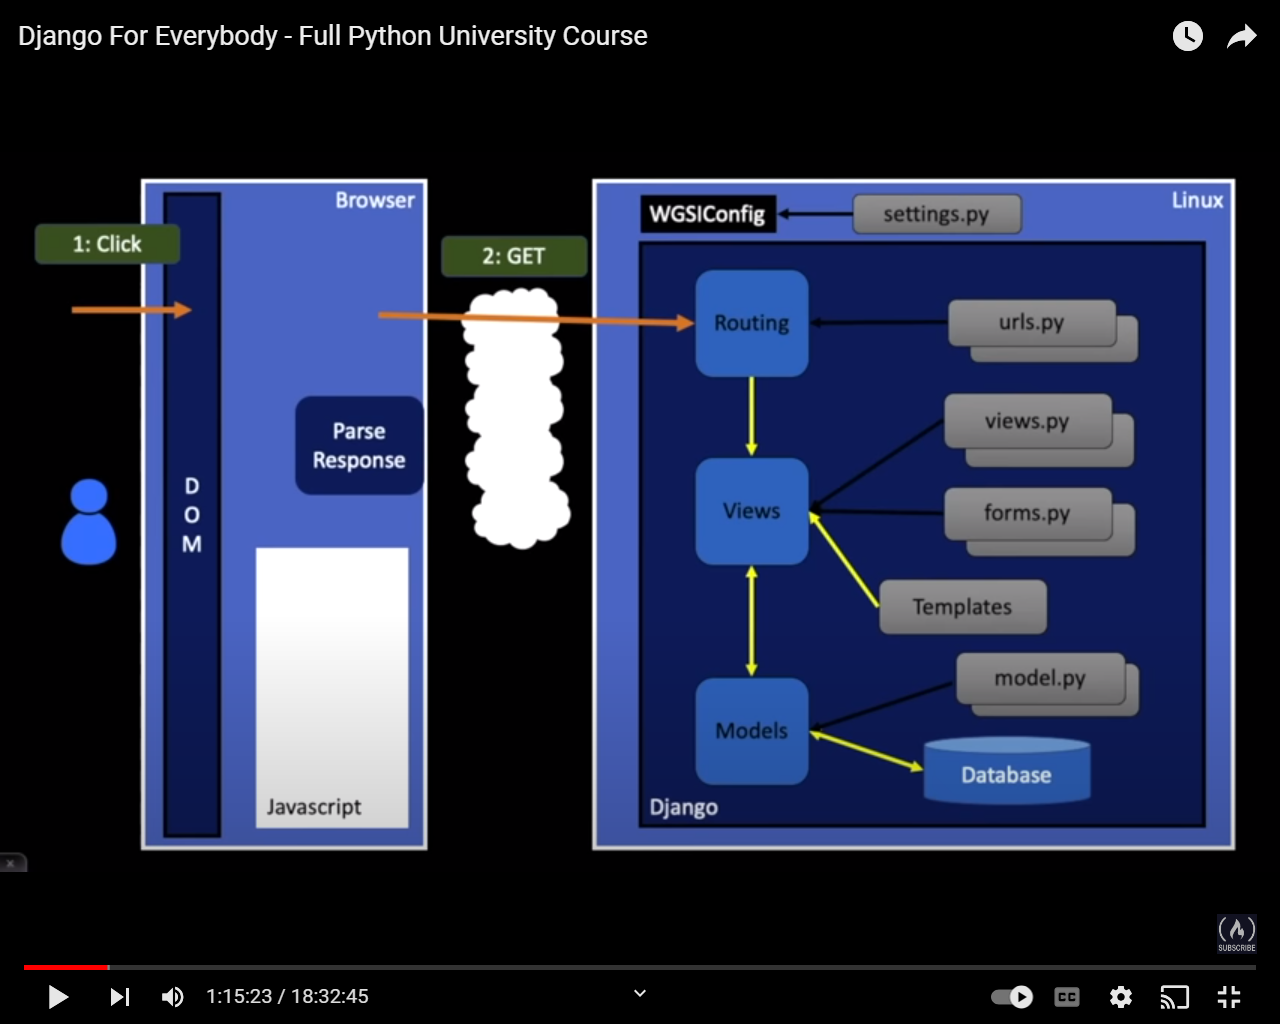 Django For Everybody - Full Python University Course
Browser
1: Click
D
O
M
Parse
Response
Javascript
2: GET
Linux
WGSIConfig
settings.py
Routing
urls.py
views.py
Views
forms.py
Templates
model.py
Models
Database
Django
SUBSCRIBE
1:15:23 / 18:32:45
CC